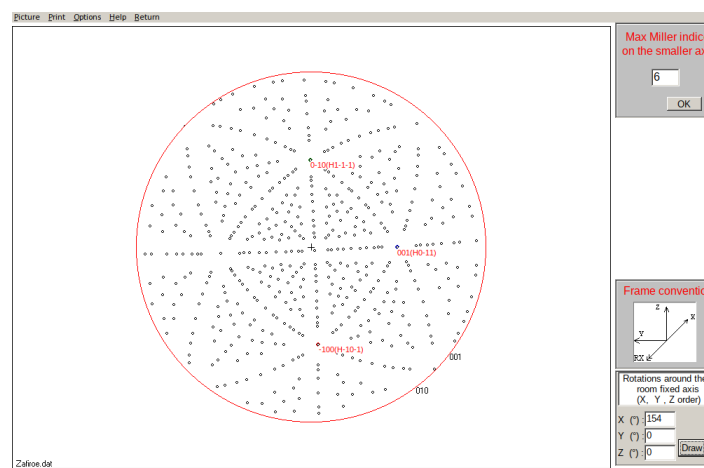 Picture Print Options Help Return
Max Miller indice
on the smaller ax
6
OK
0-10(H1-1-1)
001(H0-11)
-100(H-10-1)
001
010
Frame conventio
Z
X
Y
RX
Rotations around the
room fixed axis
(X, Y , Z order)
X (°) : 154
Y (°) : 0
Z (°) : 0
Draw
Zafiroe.dat